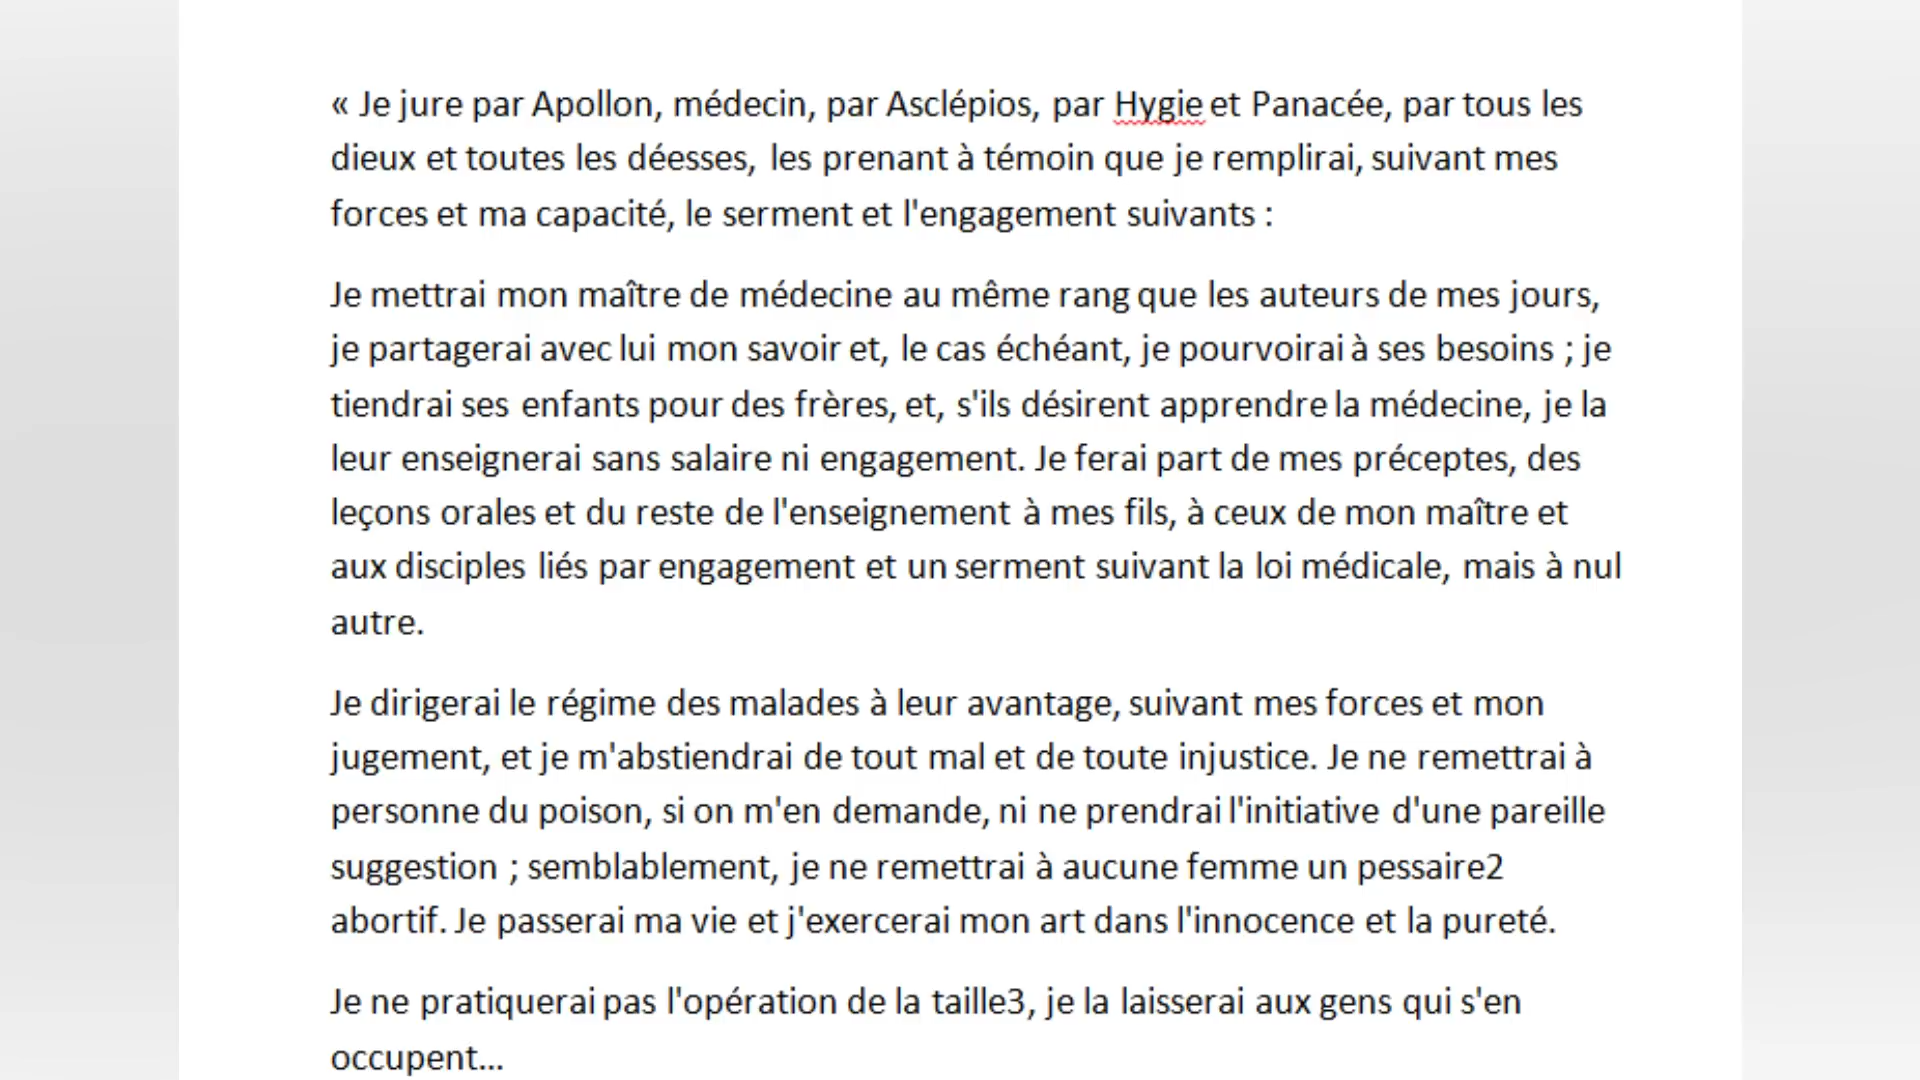 « Je jure par Apollon, médecin, par Asclépios, par Hygie et Panacée, par tous les
dieux et toutes les déesses, les prenant à témoin que je remplirai, suivant mes
forces et ma capacité, le serment et l'engagement suivants :
Je mettrai mon maître de médecine au même rang que les auteurs de mes jours,
je partagerai avec lui mon savoir et, le cas échéant, je pourvoirai à ses besoins ; je
tiendrai ses enfants pour des frères, et, s'ils désirent apprendre la médecine, je la
leur enseignerai sans salaire ni engagement. Je ferai part de mes préceptes, des
leçons orales et du reste de l'enseignement à mes fils, à ceux de mon maître et
aux disciples liés par engagement et un serment suivant la loi médicale, mais à nul
autre.
Je dirigerai le régime des malades à leur avantage, suivant mes forces et mon
jugement, et je m'abstiendrai de tout mal et de toute injustice. Je ne remettrai à
personne du poison, si on m'en demande, ni ne prendrai l'initiative d'une pareille
suggestion ; semblablement, je ne remettrai à aucune femme un pessaire2
abortif. Je passerai ma vie et j'exercerai mon art dans l'innocence et la pureté.
Je ne pratiquerai pas l'opération de la taille3, je la laisserai aux gens qui s'en
occupent...